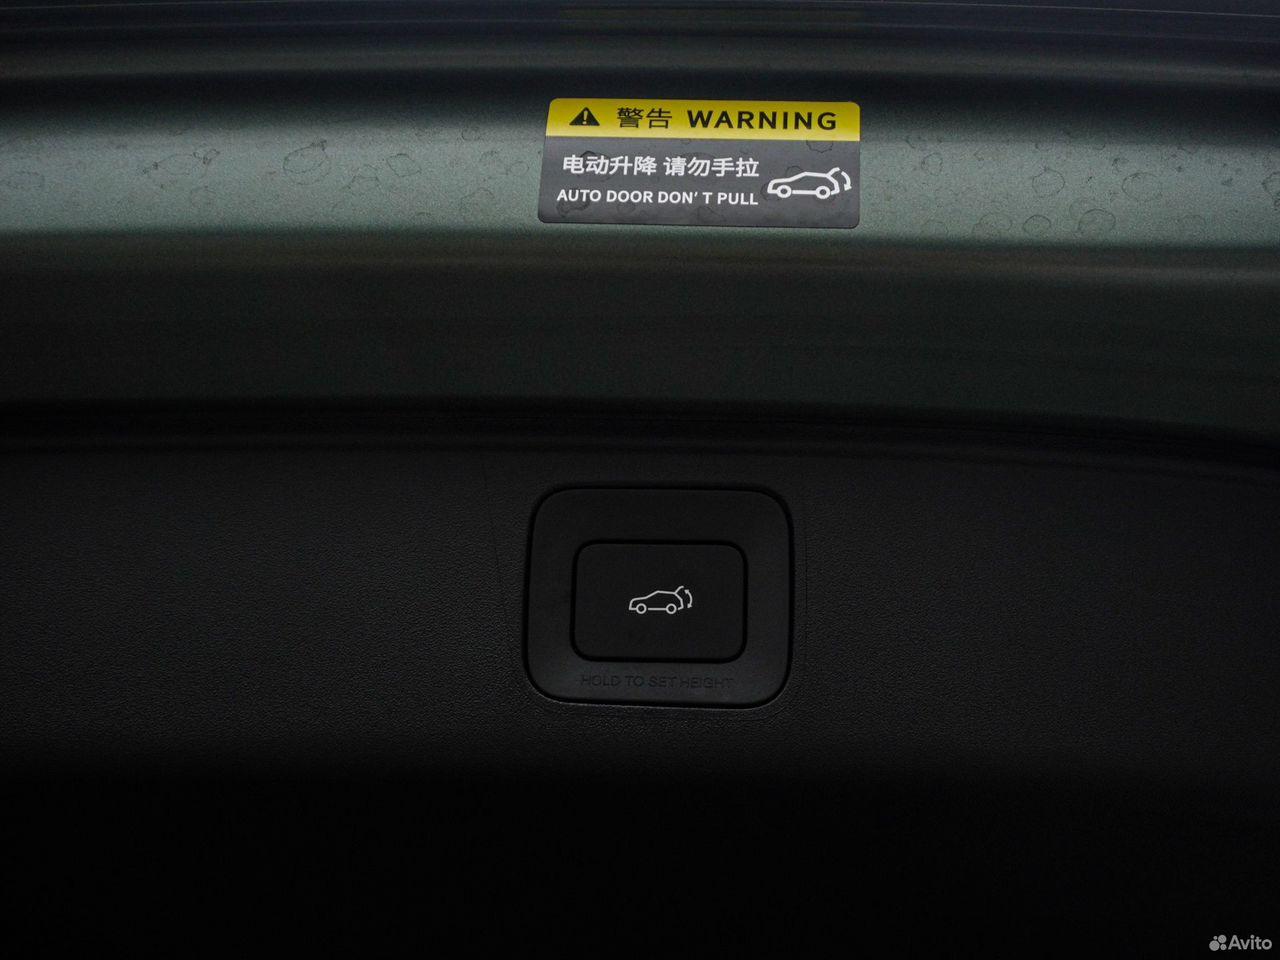 警告 WARNING
电动升降 请勿手拉
AUTO DOOR DON'T PULL
HOLD TO SET HEIGHT
Avito